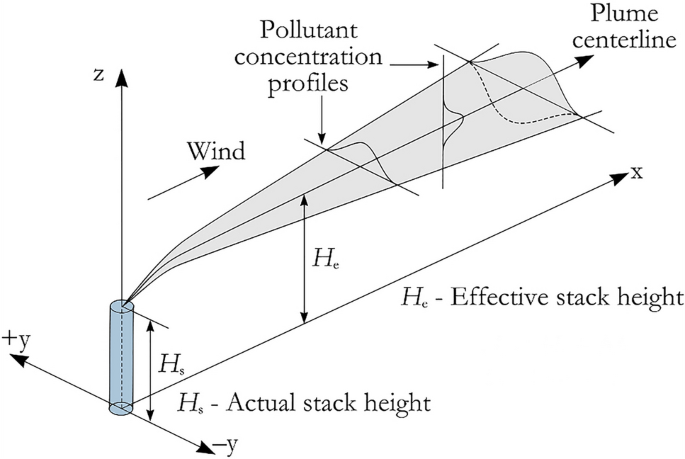 Pollutant
concentration
profiles
Plume
centerline
z
Wind
x
He
He - Effective stack height
+y
Hs
Hs - Actual stack height
–y